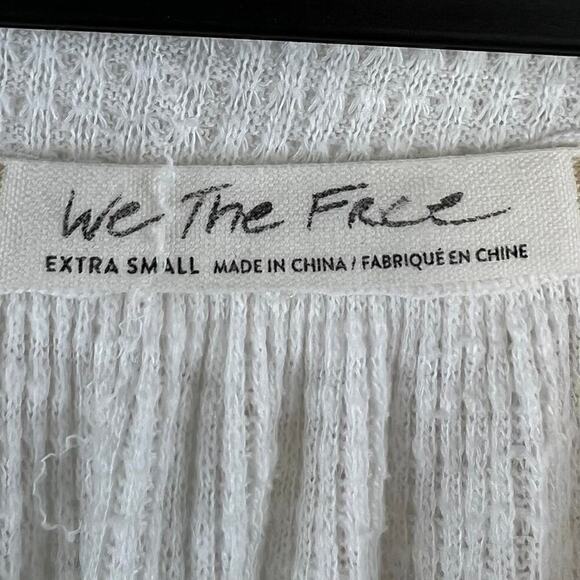 We The Free
EXTRA SMALL MADE IN CHINA / FABRIQUÉ EN CHINE